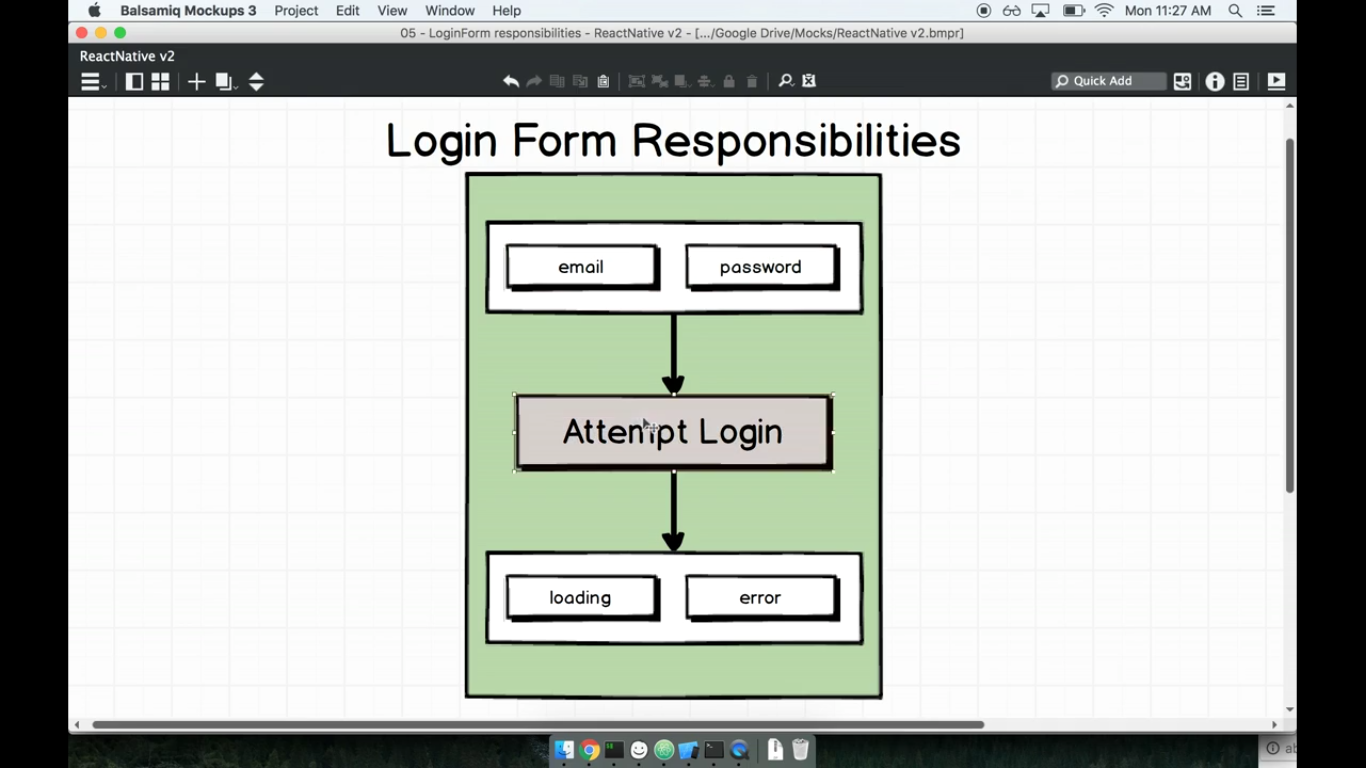 Balsamiq Mockups 3 Project Edit View Window Help Mon 11:27 AM
05 - LoginForm responsibilities - ReactNative v2 - [.../Google Drive/Mocks/ReactNative v2.bmpr]
ReactNative v2
Quick Add
Login Form Responsibilities
email password
Attempt Login
loading error